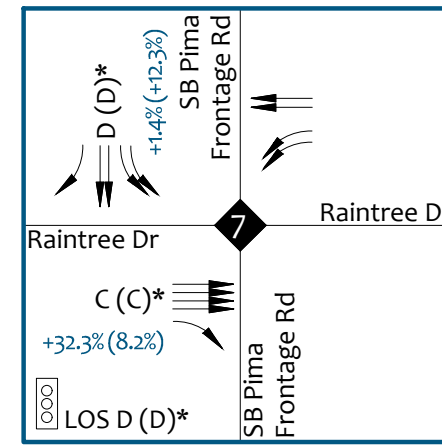 D (D)*
+1.4% (+12.3%)
SB Pima
Frontage Rd
7
Raintree D
Raintree Dr
C (C)*
+32.3% (8.2%)
SB Pima
Frontage Rd
LOS D (D)*